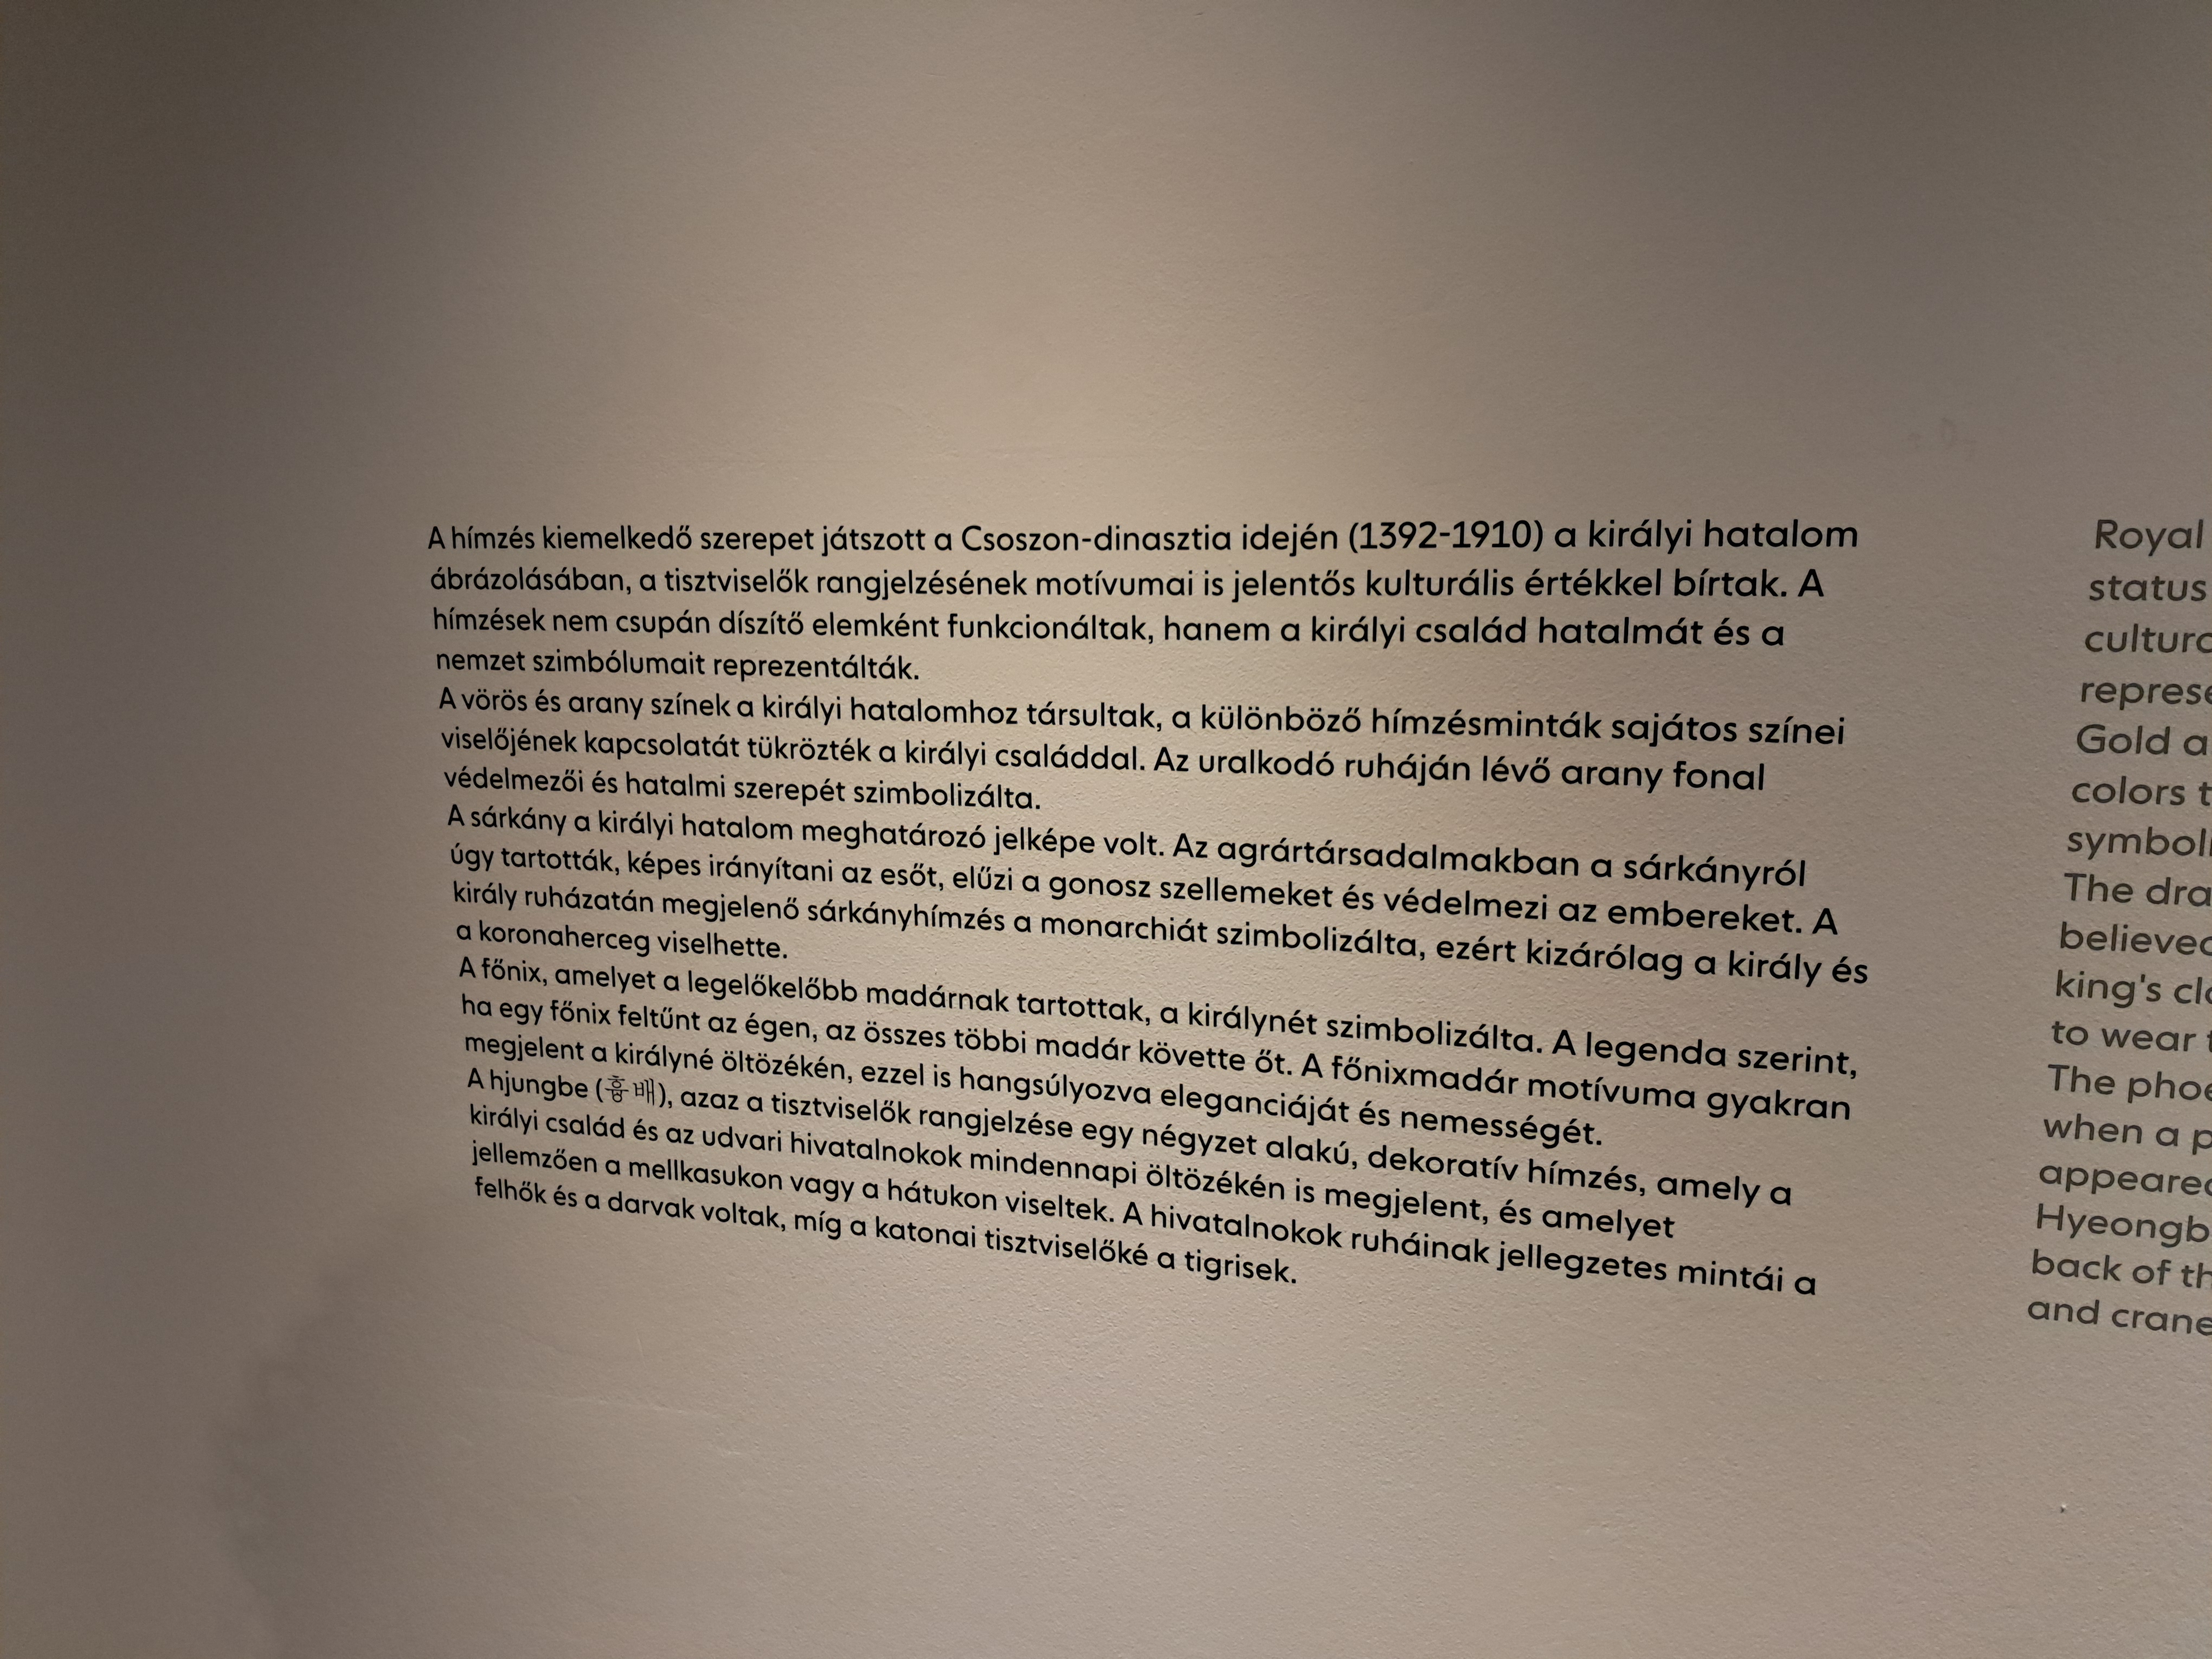 A hímzés kiemelkedő szerepet játszott a Csoszon-dinasztia idején (1392-1910) a királyi hatalom
ábrázolásában, a tisztviselők rangjelzésének motívumai is jelentős kulturális értékkel bírtak. A
hímzések nem csupán díszítő elemként funkcionáltak, hanem a királyi család hatalmát és a
nemzet szimbólumait reprezentálták.
A vörös és arany színek a királyi hatalomhoz társultak, a különböző hímzésminták sajátos színei
viselőjének kapcsolatát tükrözték a királyi családdal. Az uralkodó ruháján lévő arany fonal
védelmezői és hatalmi szerepét szimbolizálta.
A sárkány a királyi hatalom meghatározó jelképe volt. Az agrártársadalmakban a sárkányról
úgy tartották, képes irányítani az esőt, elűzi a gonosz szellemeket és védelmezi az embereket. A
király ruházatán megjelenő sárkányhímzés a monarchiát szimbolizálta, ezért kizárólag a király és
a koronaherceg viselhette.
A főnix, amelyet a legelőkelőbb madárnak tartottak, a királynét szimbolizálta. A legenda szerint,
ha egy főnix feltűnt az égen, az összes többi madár követte őt. A főnixmadár motívuma gyakran
megjelent a királyné öltözékén, ezzel is hangsúlyozva eleganciáját és nemességét.
A hjungbe (흉배), azaz a tisztviselők rangjelzése egy négyzet alakú, dekoratív hímzés, amely a
királyi család és az udvari hivatalnokok mindennapi öltözékén is megjelent, és amelyet
jellemzően a mellkasukon vagy a hátukon viseltek. A hivatalnokok ruháinak jellegzetes mintái a
felhők és a darvak voltak, míg a katonai tisztviselőké a tigrisek.
Royal
status
Gold
colors
The
believed
king's
to wear
The
when a
appeared
back of
and